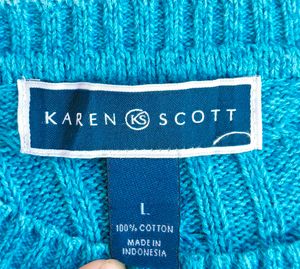 KAREN KS SCOTT
L
100% COTTON
MADE IN
INDONESIA